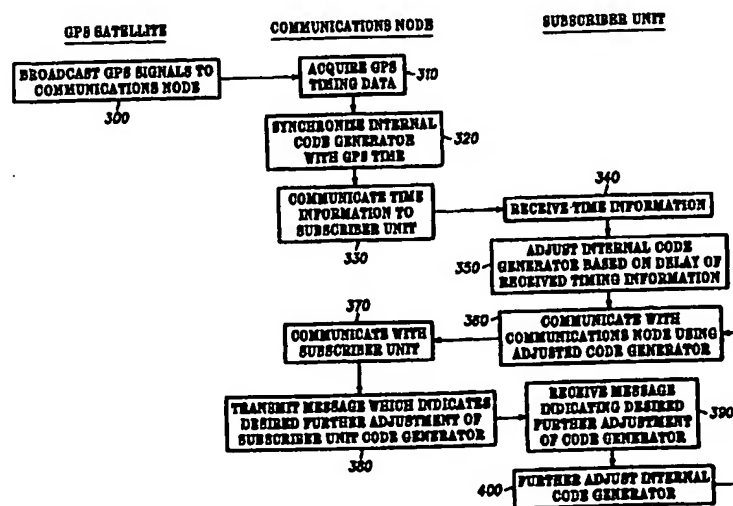 GPS SATELLITE
COMMUNICATIONS NODE
SUBSCRIBER UNIT
BROADCAST GPS SIGNALS TO
COMMUNICATIONS NODE
300
ACQUIRE GPS
TIMING DATA
310
SYNCHRONIZE INTERNAL
CODE GENERATOR
WITH GPS TIME
320
COMMUNICATE TIME
INFORMATION TO
SUBSCRIBER UNIT
330
340
RECEIVE TIME INFORMATION
350
ADJUST INTERNAL CODE
GENERATOR BASED ON DELAY OF
RECEIVED TIMING INFORMATION
360
COMMUNICATE WITH
COMMUNICATIONS NODE USING
ADJUSTED CODE GENERATOR
370
COMMUNICATE WITH
SUBSCRIBER UNIT
TRANSMIT MESSAGE WHICH INDICATES
DESIRED FURTHER ADJUSTMENT OF
SUBSCRIBER UNIT CODE GENERATOR
380
RECEIVE MESSAGE
INDICATING DESIRED
FURTHER ADJUSTMENT
OF CODE GENERATOR
390
400
FURTHER ADJUST INTERNAL
CODE GENERATOR